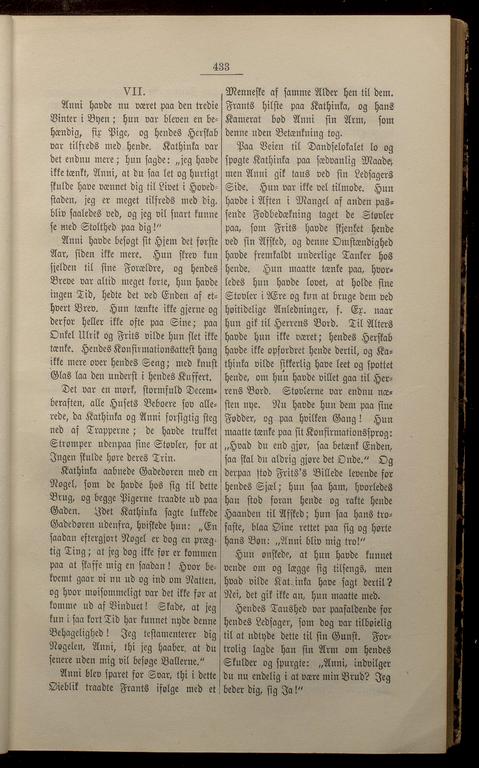 433
VII.
Anni havde nu været paa den tredie
Vinter i Byen; hun var bleven en be-
hændig, fix Pige, og hendes Herskab
var tilfreds med hende. Kathinka var
det endnu mere; hun sagde: „jeg havde
ikke tænkt, Anni, at du saa let og hurtigt
skulde have vænnet dig til Livet i Hoved-
staden, jeg er meget tilfreds med dig,
bliv saaledes ved, og jeg vil snart kunne
se med Stolthed paa dig!“
Anni havde besøgt sit Hjem det første
Aar, siden ikke mere. Hun skrev kun
sjelden til sine Forældre, og hendes
Breve var altid meget korte, hun havde
ingen Tid, hedte det ved Enden af et-
hvert Brev. Hun tænkte ikke gjerne og
derfor heller ikke ofte paa Sine; paa
Onkel Ulrik og Frits vilde hun slet ikke
tænke. Hendes Konfirmationsattest hang
ikke mere over hendes Seng; med knust
Glas laa den underst i hendes Kuffert.
Det var en mørk, stormfuld Decem-
beraften, alle Husets Beboere sov alle-
rede, da Kathinka og Anni forsigtig steg
ned af Trapperne; de havde trukket
Strømper udenpaa sine Støvler, for at
Ingen skulde høre deres Trin.
Kathinka aabnede Gadedøren med en
Nøgel, som de havde hos sig til dette
Brug, og begge Pigerne traadte ud paa
Gaden. Idet Kathinka sagte lukkede
Gadedøren udenfra, hviskede hun: „En
saadan eftergjort Nøgel er dog en præg-
tig Ting; at jeg dog ikke før er kommen
paa at skaffe mig en saadan! Hvor be-
kvemt gaar vi nu ud og ind om Natten,
og hvor møisommeligt var det ikke før at
komme ud af Vinduet! Skade, at jeg
kun i saa kort Tid har kunnet nyde denne
Behagelighed! Jeg testamenterer dig
Nøgelen, Anni, thi jeg haaber, at du
senere uden mig vil besøge Ballerne.“
Anni blev sparet for Svar, thi i dette
Øieblik traadte Frants ifølge med et
Menneske af samme Alder hen til dem.
Frants hilste paa Kathinka, og hans
Kamerat bød Anni sin Arm, som
denne uden Betænkning tog.
Paa Veien til Dandselokalet lo og
spøgte Kathinka paa sædvanlig Maade,
men Anni gik taus ved sin Ledsagers
Side. Hun var ikke vel tilmode. Hun
havde i Aften i Mangel af anden pas-
sende Fodbedækning taget de Støvler
paa, som Frits havde skjenket hende
ved sin Afsked, og denne Omstændighed
havde fremkaldt underlige Tanker hos
hende. Hun maatte tænke paa, hvor-
ledes hun havde lovet, at holde sine
Støvler i Ære og kun at bruge dem ved
høitidelige Anledninger, f. Ex. naar
hun gik til Herrens Bord. Til Alters
havde hun ikke været; hendes Herskab
havde ikke opfordret hende dertil, og Ka-
thinka vilde sikkerlig have leet og spottet
hende, om hun havde villet gaa til Her-
rens Bord. Støvlerne var endnu næ-
sten nye. Nu havde hun dem paa sine
Fødder, og paa hvilken Gang! Hun
maatte tænke paa sit Konfirmationsprog:
„Hvad du end gjør, saa betænk Enden,
saa skal du aldrig gjøre det Onde.“ Og
derpaa stod Frits's Billede levende for
hendes Sjæl; hun saa ham, hvorledes
han stod foran hende og rakte hende
Haanden til Afsked; hun saa hans tro-
faste, blaa Øine rettet paa sig og hørte
hans Bøn: „Anni bliv mig tro!“
Hun ønskede, at hun havde kunnet
vende om og lægge sig tilsengs, men
hvad vilde Katinka have sagt dertil?
Nei, det gik ikke an, hun maatte med.
Hendes Taushed var paafaldende for
hendes Ledsager, som dog var tilbøielig
til at udtyde dette til sin Gunst. For-
trolig lagde han sin Arm om hendes
Skulder og spurgte: „Anni, indvilger
du nu endelig i at være min Brud? Jeg
beder dig, sig Ja!“